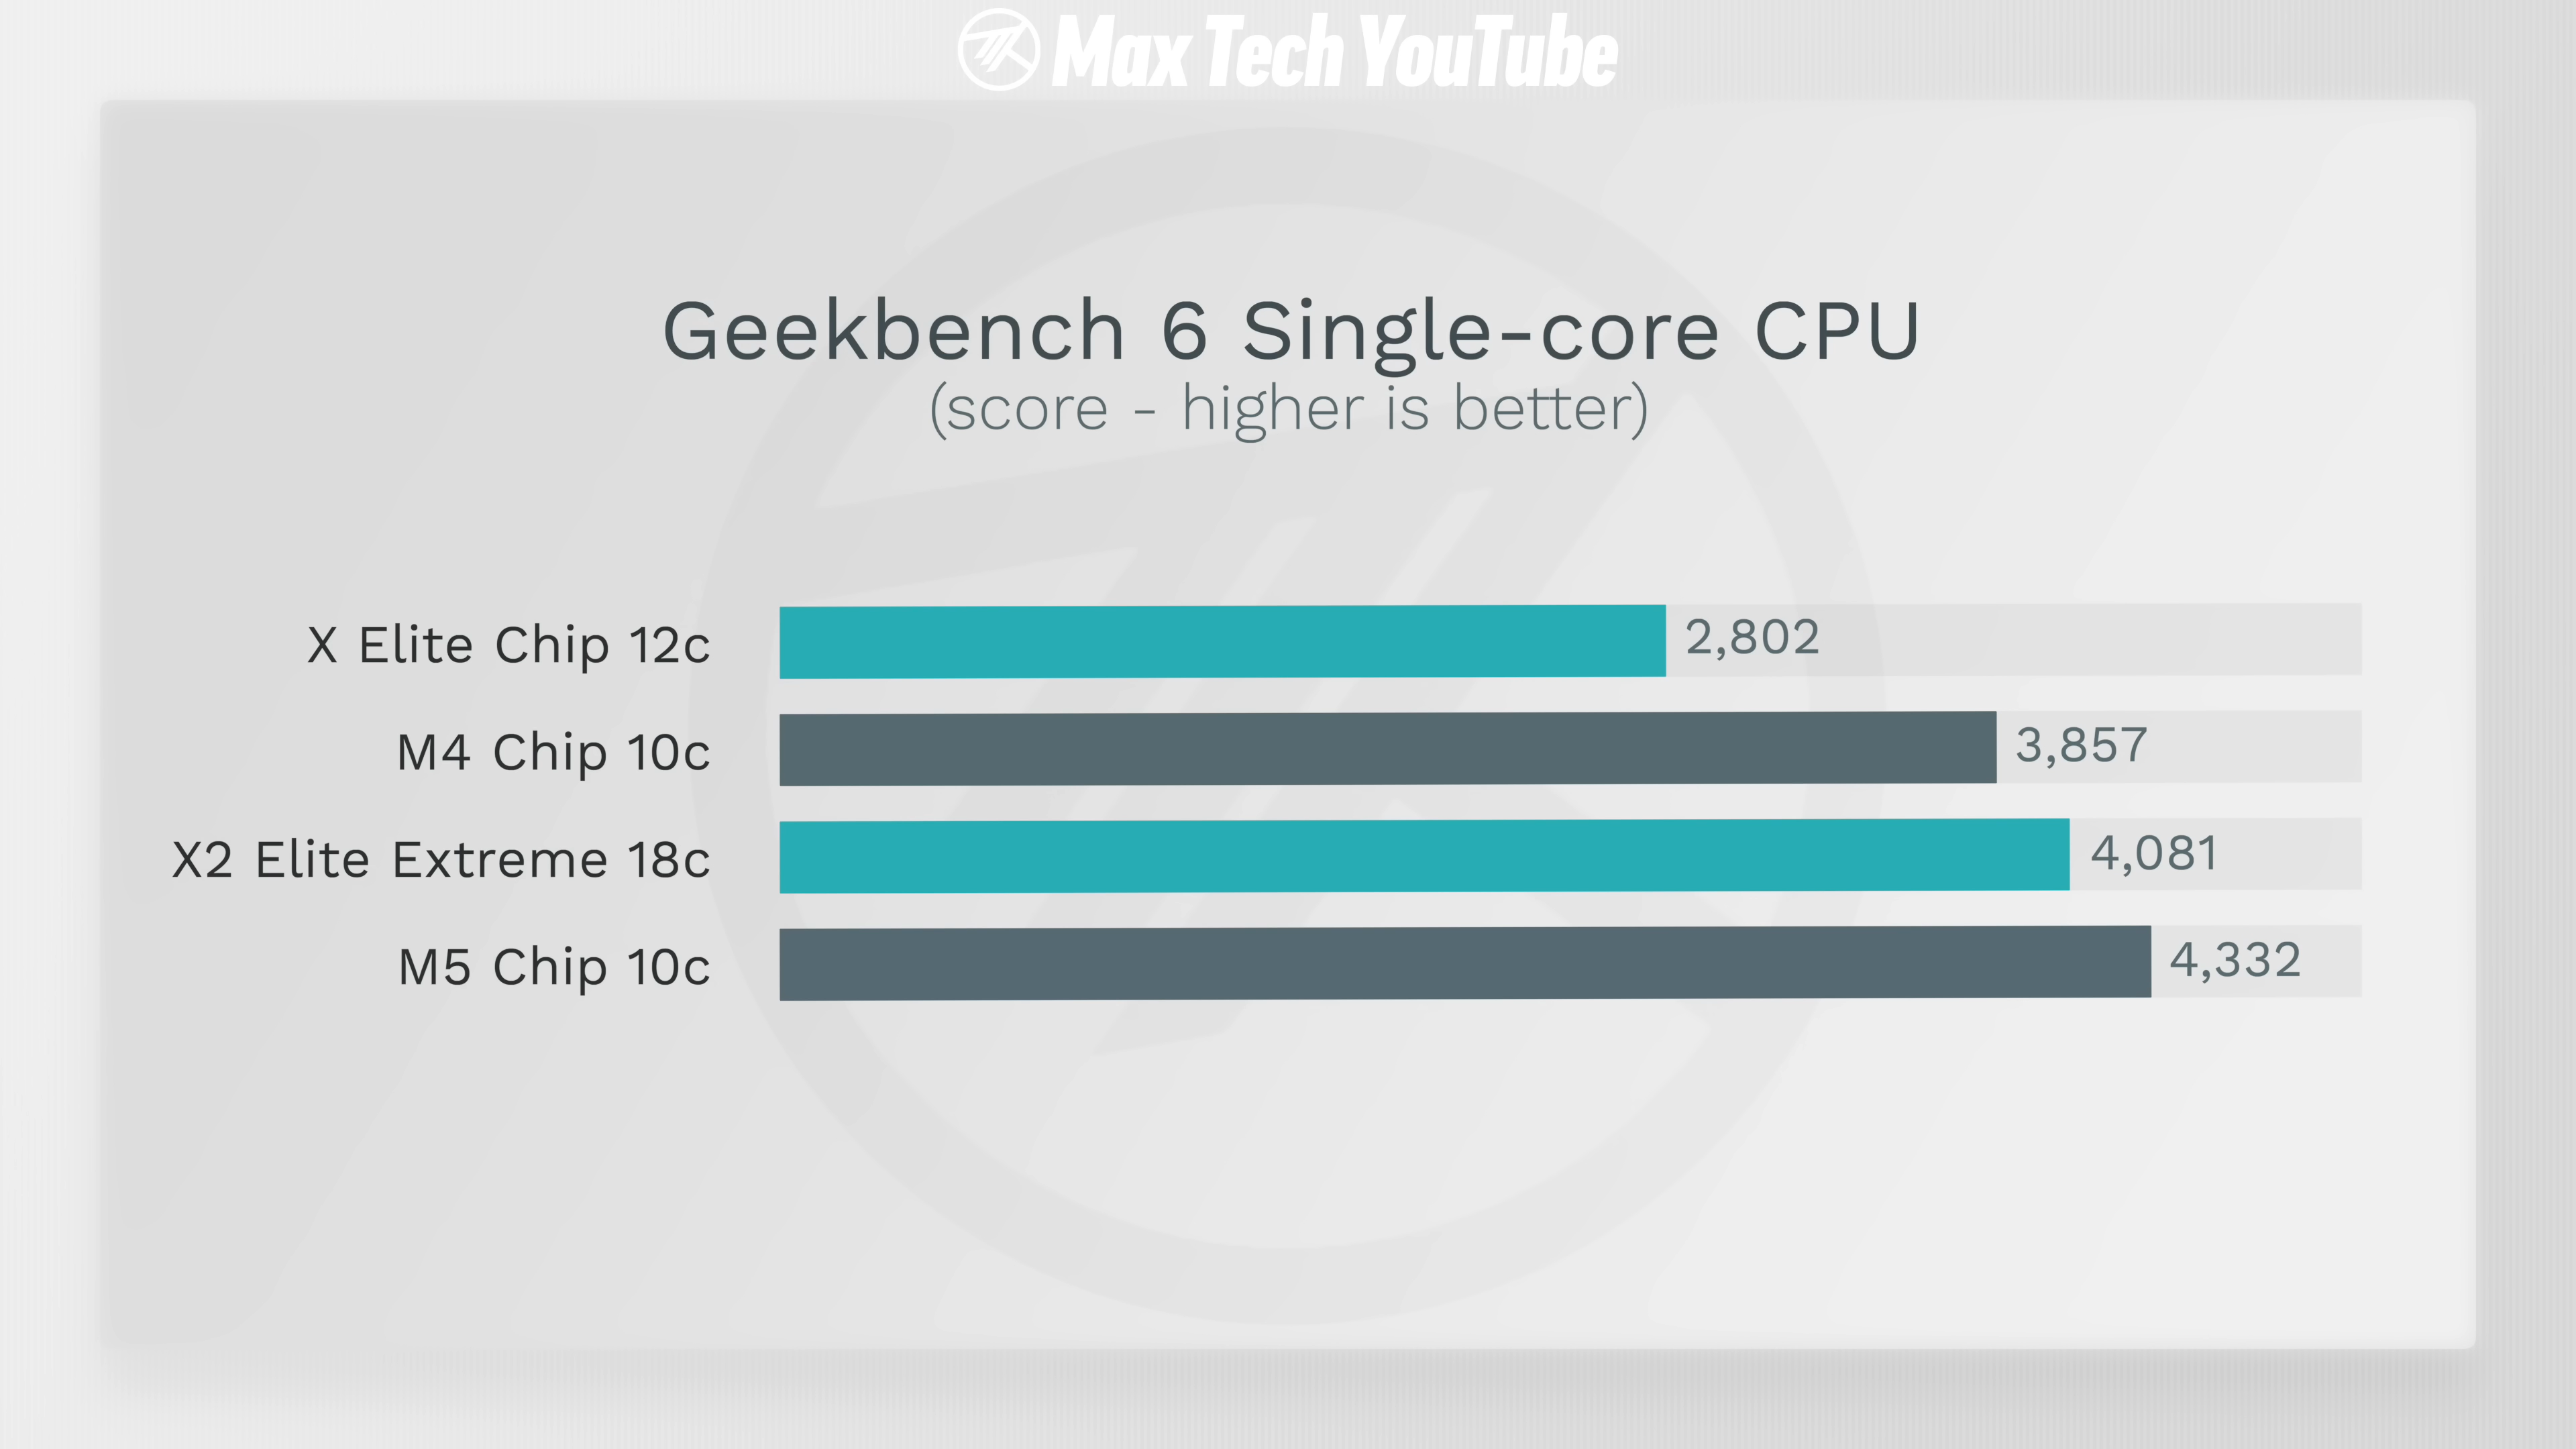 Max Tech YouTube
Geekbench 6 Single-core CPU
(score - higher is better)
X Elite Chip 12c 2,802
M4 Chip 10c 3,857
X2 Elite Extreme 18c 4,081
M5 Chip 10c 4,332